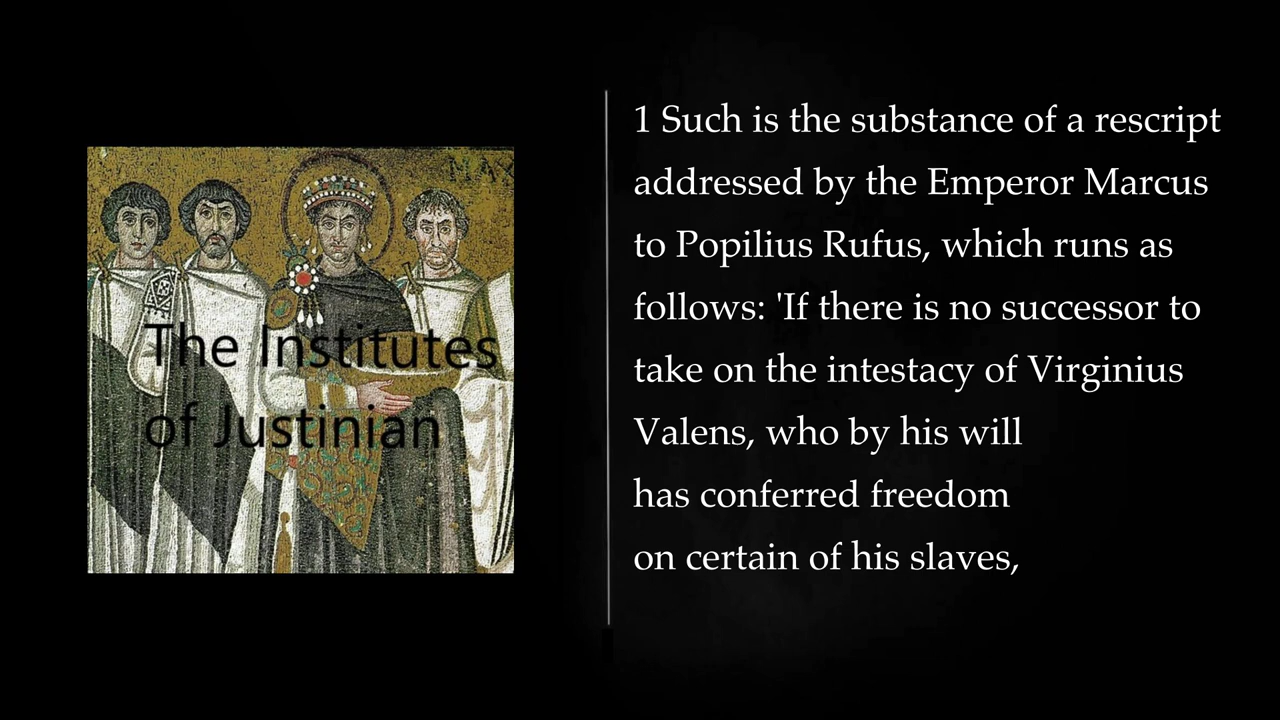 MAX
The Institutes
of Justinian
1 Such is the substance of a rescript
addressed by the Emperor Marcus
to Popilius Rufus, which runs as
follows: 'If there is no successor to
take on the intestacy of Virginius
Valens, who by his will
has conferred freedom
on certain of his slaves,